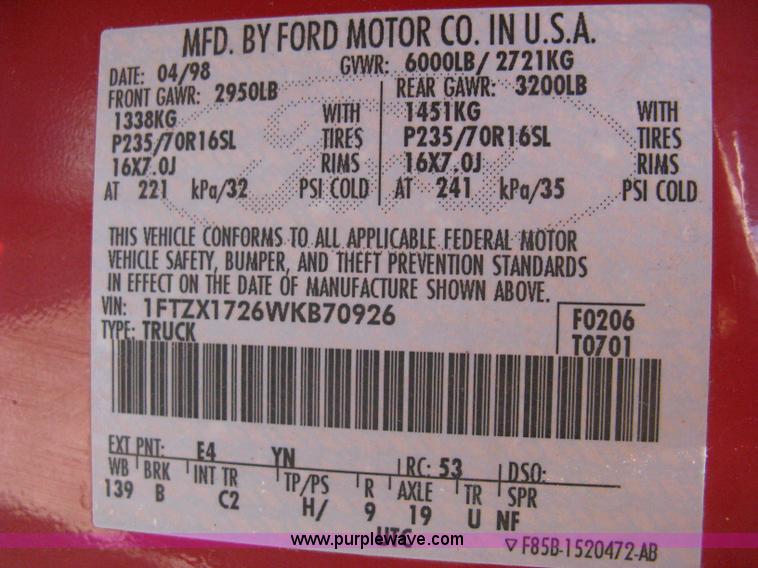 MFD. BY FORD MOTOR CO. IN U.S.A.
DATE: 04/98 GVWR: 6000LB/ 2721KG
FRONT GAWR: 2950LB REAR GAWR: 3200LB
1338KG WITH 1451KG WITH
P235/70R16SL TIRES P235/70R16SL TIRES
16X7.0J RIMS 16X7.0J RIMS
AT 221 kPa/32 PSI COLD AT 241 kPa/35 PSI COLD
THIS VEHICLE CONFORMS TO ALL APPLICABLE FEDERAL MOTOR
VEHICLE SAFETY, BUMPER, AND THEFT PREVENTION STANDARDS
IN EFFECT ON THE DATE OF MANUFACTURE SHOWN ABOVE.
VIN: 1FTZX1726WKB70926 F0206
TYPE: TRUCK T0701
EXT PNT: E4 YN RC: 53 DSO:
WB BRK INT TR TP/PS R AXLE TR SPR
139 B C2 H/ 9 19 U NF
UTC ▽ F85B-1520472-AB
www.purplewave.com